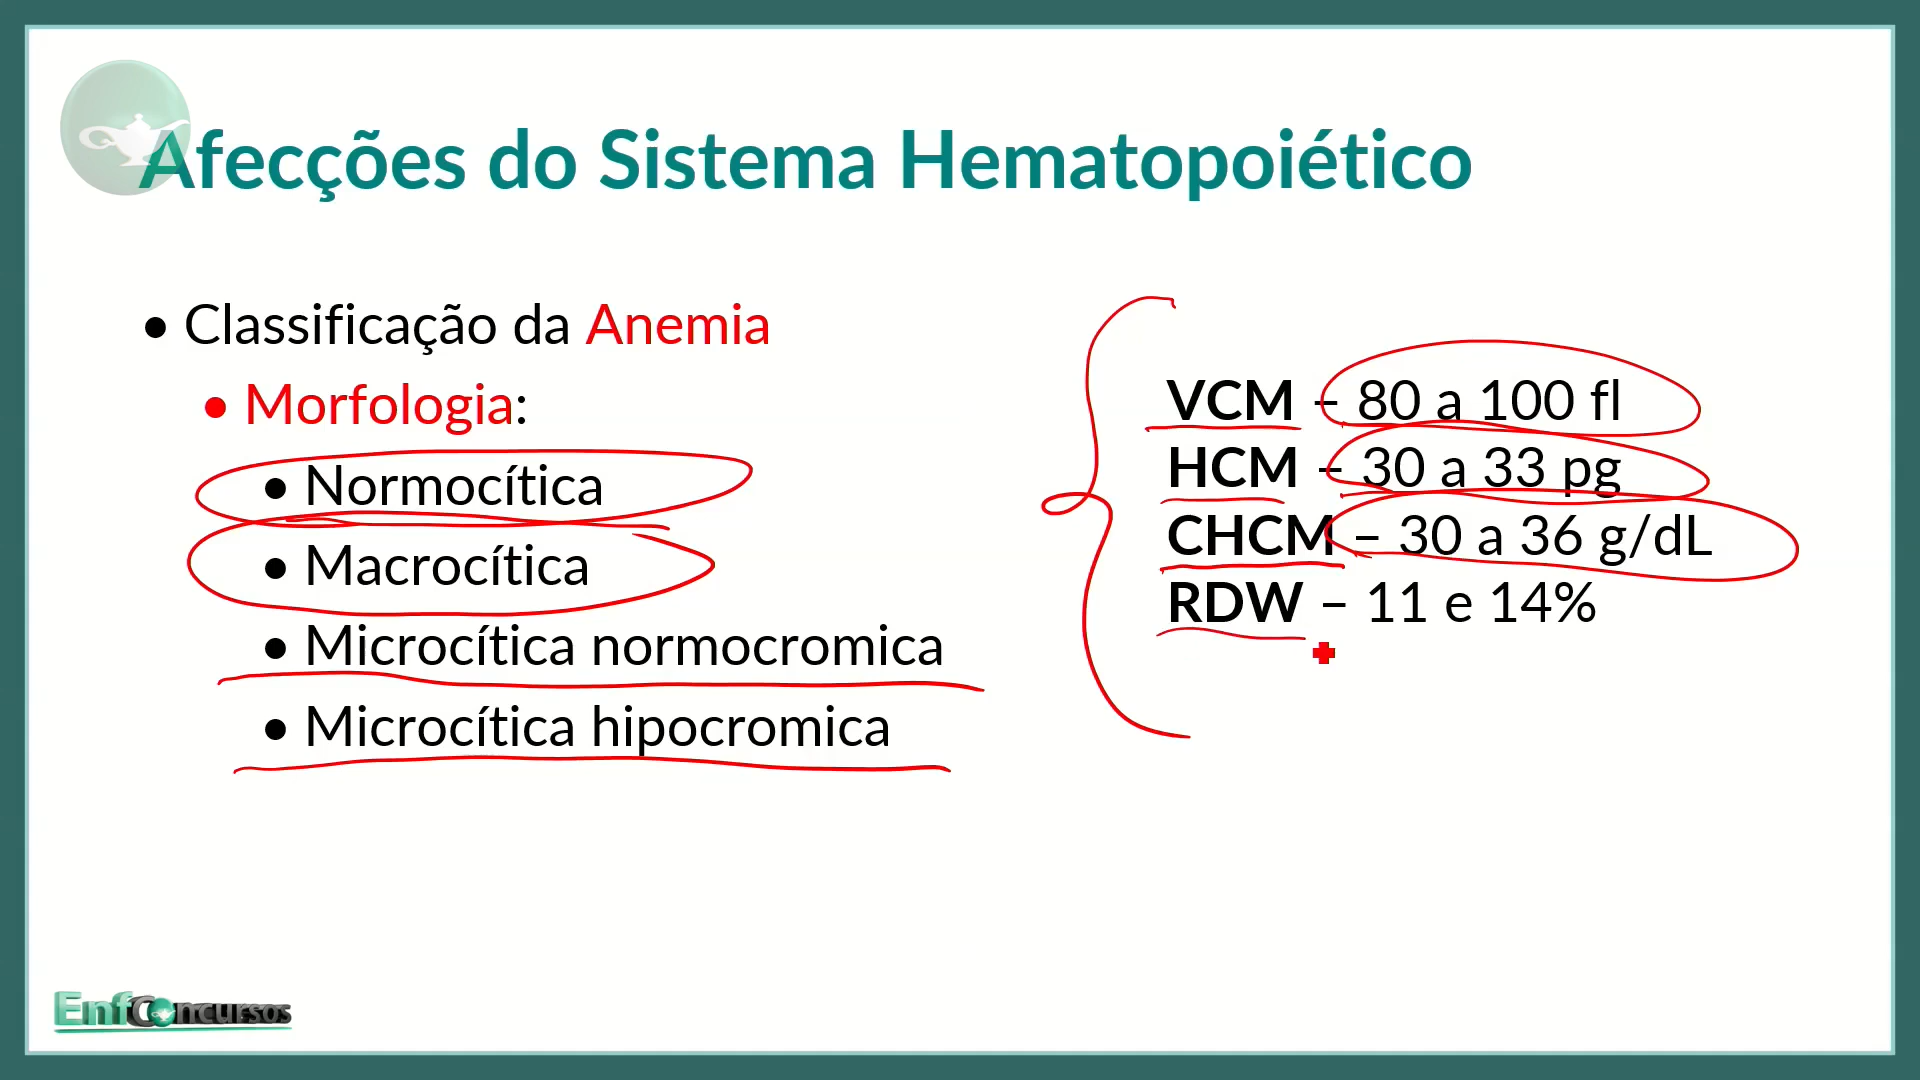 Afecções do Sistema Hematopoiético
• Classificação da Anemia
• Morfologia:
• Normocítica
• Macrocítica
• Microcítica normocromica
• Microcítica hipocromica
VCM – 80 a 100 fl
HCM – 30 a 33 pg
CHCM – 30 a 36 g/dL
RDW – 11 e 14%
EnfConcursos